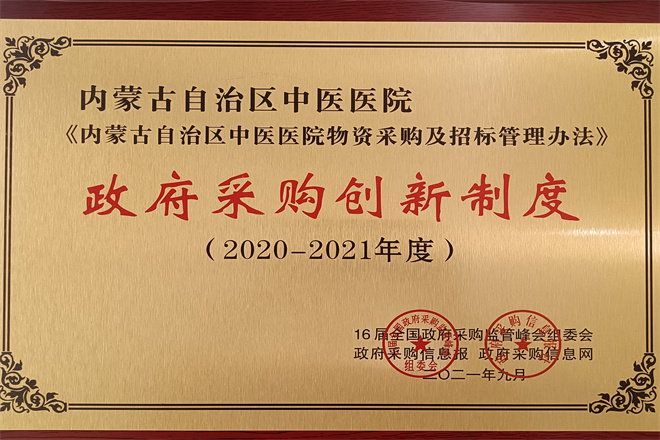 内蒙古自治区中医医院
《内蒙古自治区中医医院物资采购及招标管理办法》
政府采购创新制度
(2020-2021年度)
16届全国政府采购监管峰会组委会
政府采购信息报 政府采购信息网
二〇二一年九月
组委会